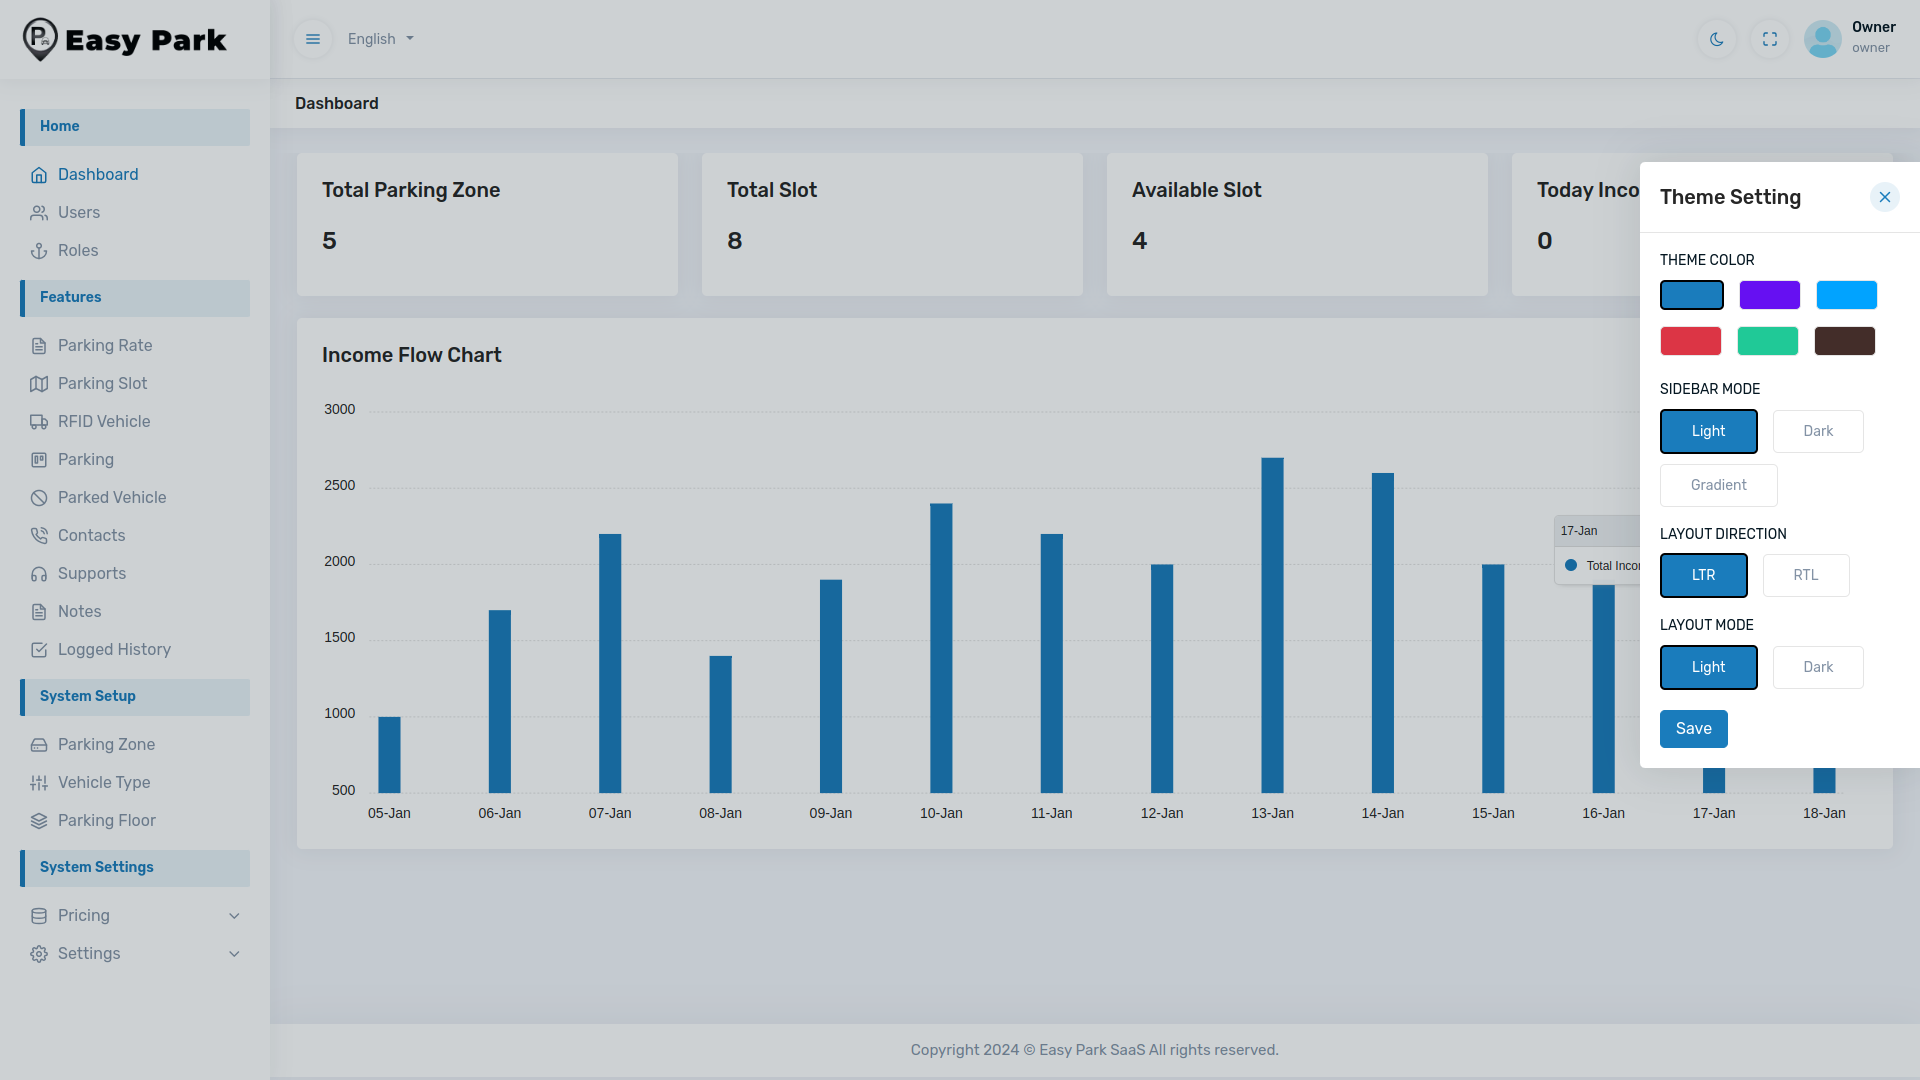 Easy Park
English
Owner
owner
Dashboard
Home
Dashboard
Users
Roles
Features
Parking Rate
Parking Slot
RFID Vehicle
Parking
Parked Vehicle
Contacts
Supports
Notes
Logged History
System Setup
Parking Zone
Vehicle Type
Parking Floor
System Settings
Pricing
Settings
Total Parking Zone
5
Total Slot
8
Available Slot
4
Today Inco
0
Income Flow Chart
3000
2500
2000
1500
1000
500
05-Jan 06-Jan 07-Jan 08-Jan 09-Jan 10-Jan 11-Jan 12-Jan 13-Jan 14-Jan 15-Jan 16-Jan 17-Jan 18-Jan
17-Jan
Total Incor
Theme Setting
THEME COLOR
SIDEBAR MODE
Light Dark
Gradient
LAYOUT DIRECTION
LTR RTL
LAYOUT MODE
Light Dark
Save
Copyright 2024 © Easy Park SaaS All rights reserved.